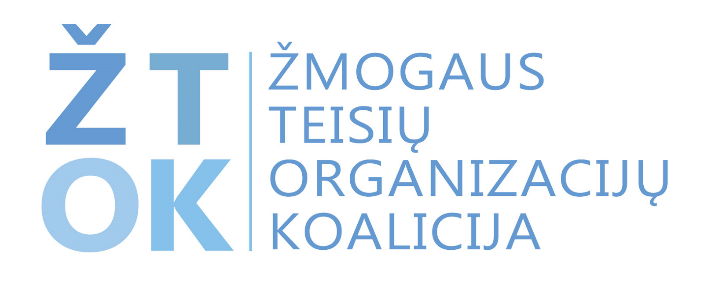 ŽT
OK
ŽMOGAUS
TEISIŲ
ORGANIZACIJŲ
KOALICIJA